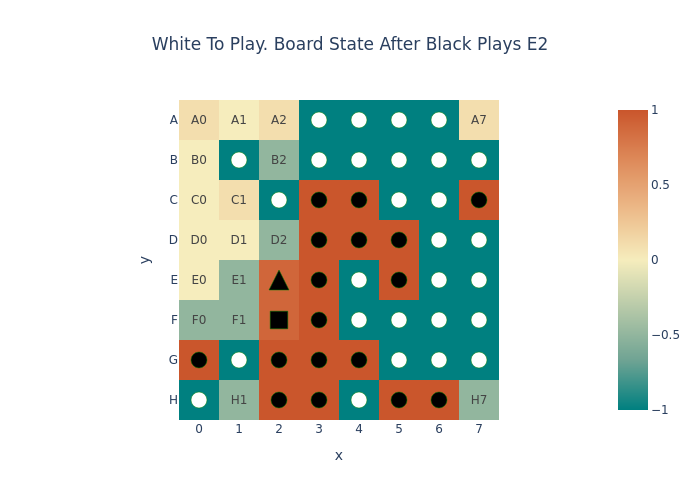 White To Play. Board State After Black Plays E2
A A0 A1 A2 A7 1
B B0 B2
C C0 C1 0.5
D D0 D1 D2
y 0
E E0 E1
F F0 F1 −0.5
G
H H1 H7 −1
0 1 2 3 4 5 6 7
x